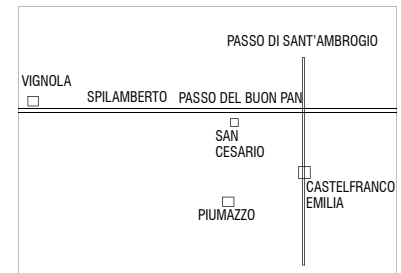 PASSO DI SANT'AMBROGIO
VIGNOLA
SPILAMBERTO
PASSO DEL BUON PAN
SAN
CESARIO
CASTELFRANCO
EMILIA
PIUMAZZO